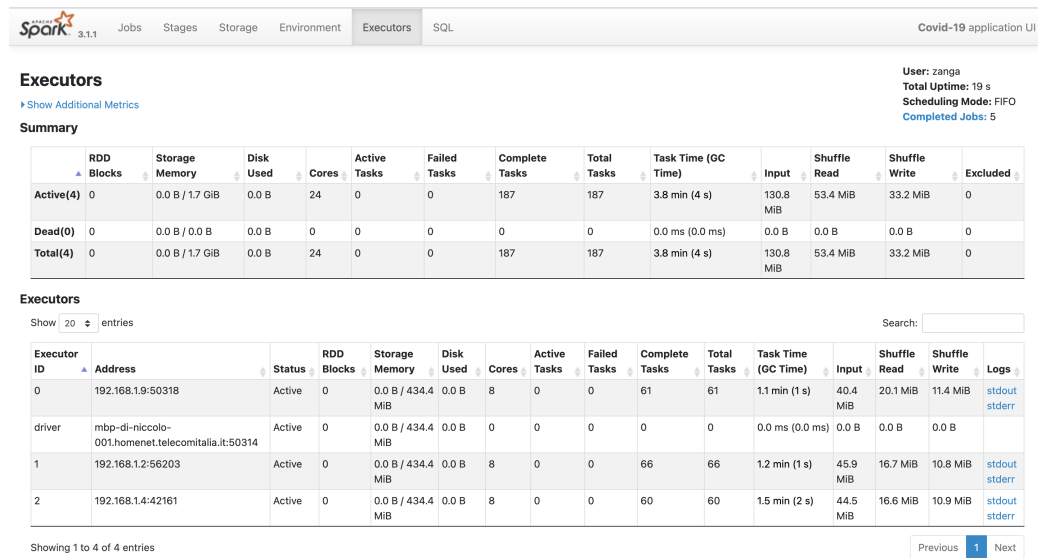 APACHE Spark 3.1.1 Jobs Stages Storage Environment Executors SQL Covid-19 application UI
Executors
User: zanga
Total Uptime: 19 s
Scheduling Mode: FIFO
Completed Jobs: 5
Show Additional Metrics
Summary
RDD Blocks Storage Memory Disk Used Cores Active Tasks Failed Tasks Complete Tasks Total Tasks Task Time (GC Time) Input Shuffle Read Shuffle Write Excluded
Active(4) 0 0.0 B / 1.7 GiB 0.0 B 24 0 0 187 187 3.8 min (4 s) 130.8 MiB 53.4 MiB 33.2 MiB 0
Dead(0) 0 0.0 B / 0.0 B 0.0 B 0 0 0 0 0 0.0 ms (0.0 ms) 0.0 B 0.0 B 0.0 B 0
Total(4) 0 0.0 B / 1.7 GiB 0.0 B 24 0 0 187 187 3.8 min (4 s) 130.8 MiB 53.4 MiB 33.2 MiB 0
Executors
Show 20 entries Search:
Executor ID Address Status RDD Blocks Storage Memory Disk Used Cores Active Tasks Failed Tasks Complete Tasks Total Tasks Task Time (GC Time) Input Shuffle Read Shuffle Write Logs
0 192.168.1.9:50318 Active 0 0.0 B / 434.4 MiB 0.0 B 8 0 0 61 61 1.1 min (1 s) 40.4 MiB 20.1 MiB 11.4 MiB stdout stderr
driver mbp-di-niccolo-001.homenet.telecomitalia.it:50314 Active 0 0.0 B / 434.4 MiB 0.0 B 0 0 0 0 0 0.0 ms (0.0 ms) 0.0 B 0.0 B 0.0 B
1 192.168.1.2:56203 Active 0 0.0 B / 434.4 MiB 0.0 B 8 0 0 66 66 1.2 min (1 s) 45.9 MiB 16.7 MiB 10.8 MiB stdout stderr
2 192.168.1.4:42161 Active 0 0.0 B / 434.4 MiB 0.0 B 8 0 0 60 60 1.5 min (2 s) 44.5 MiB 16.6 MiB 10.9 MiB stdout stderr
Showing 1 to 4 of 4 entries Previous 1 Next